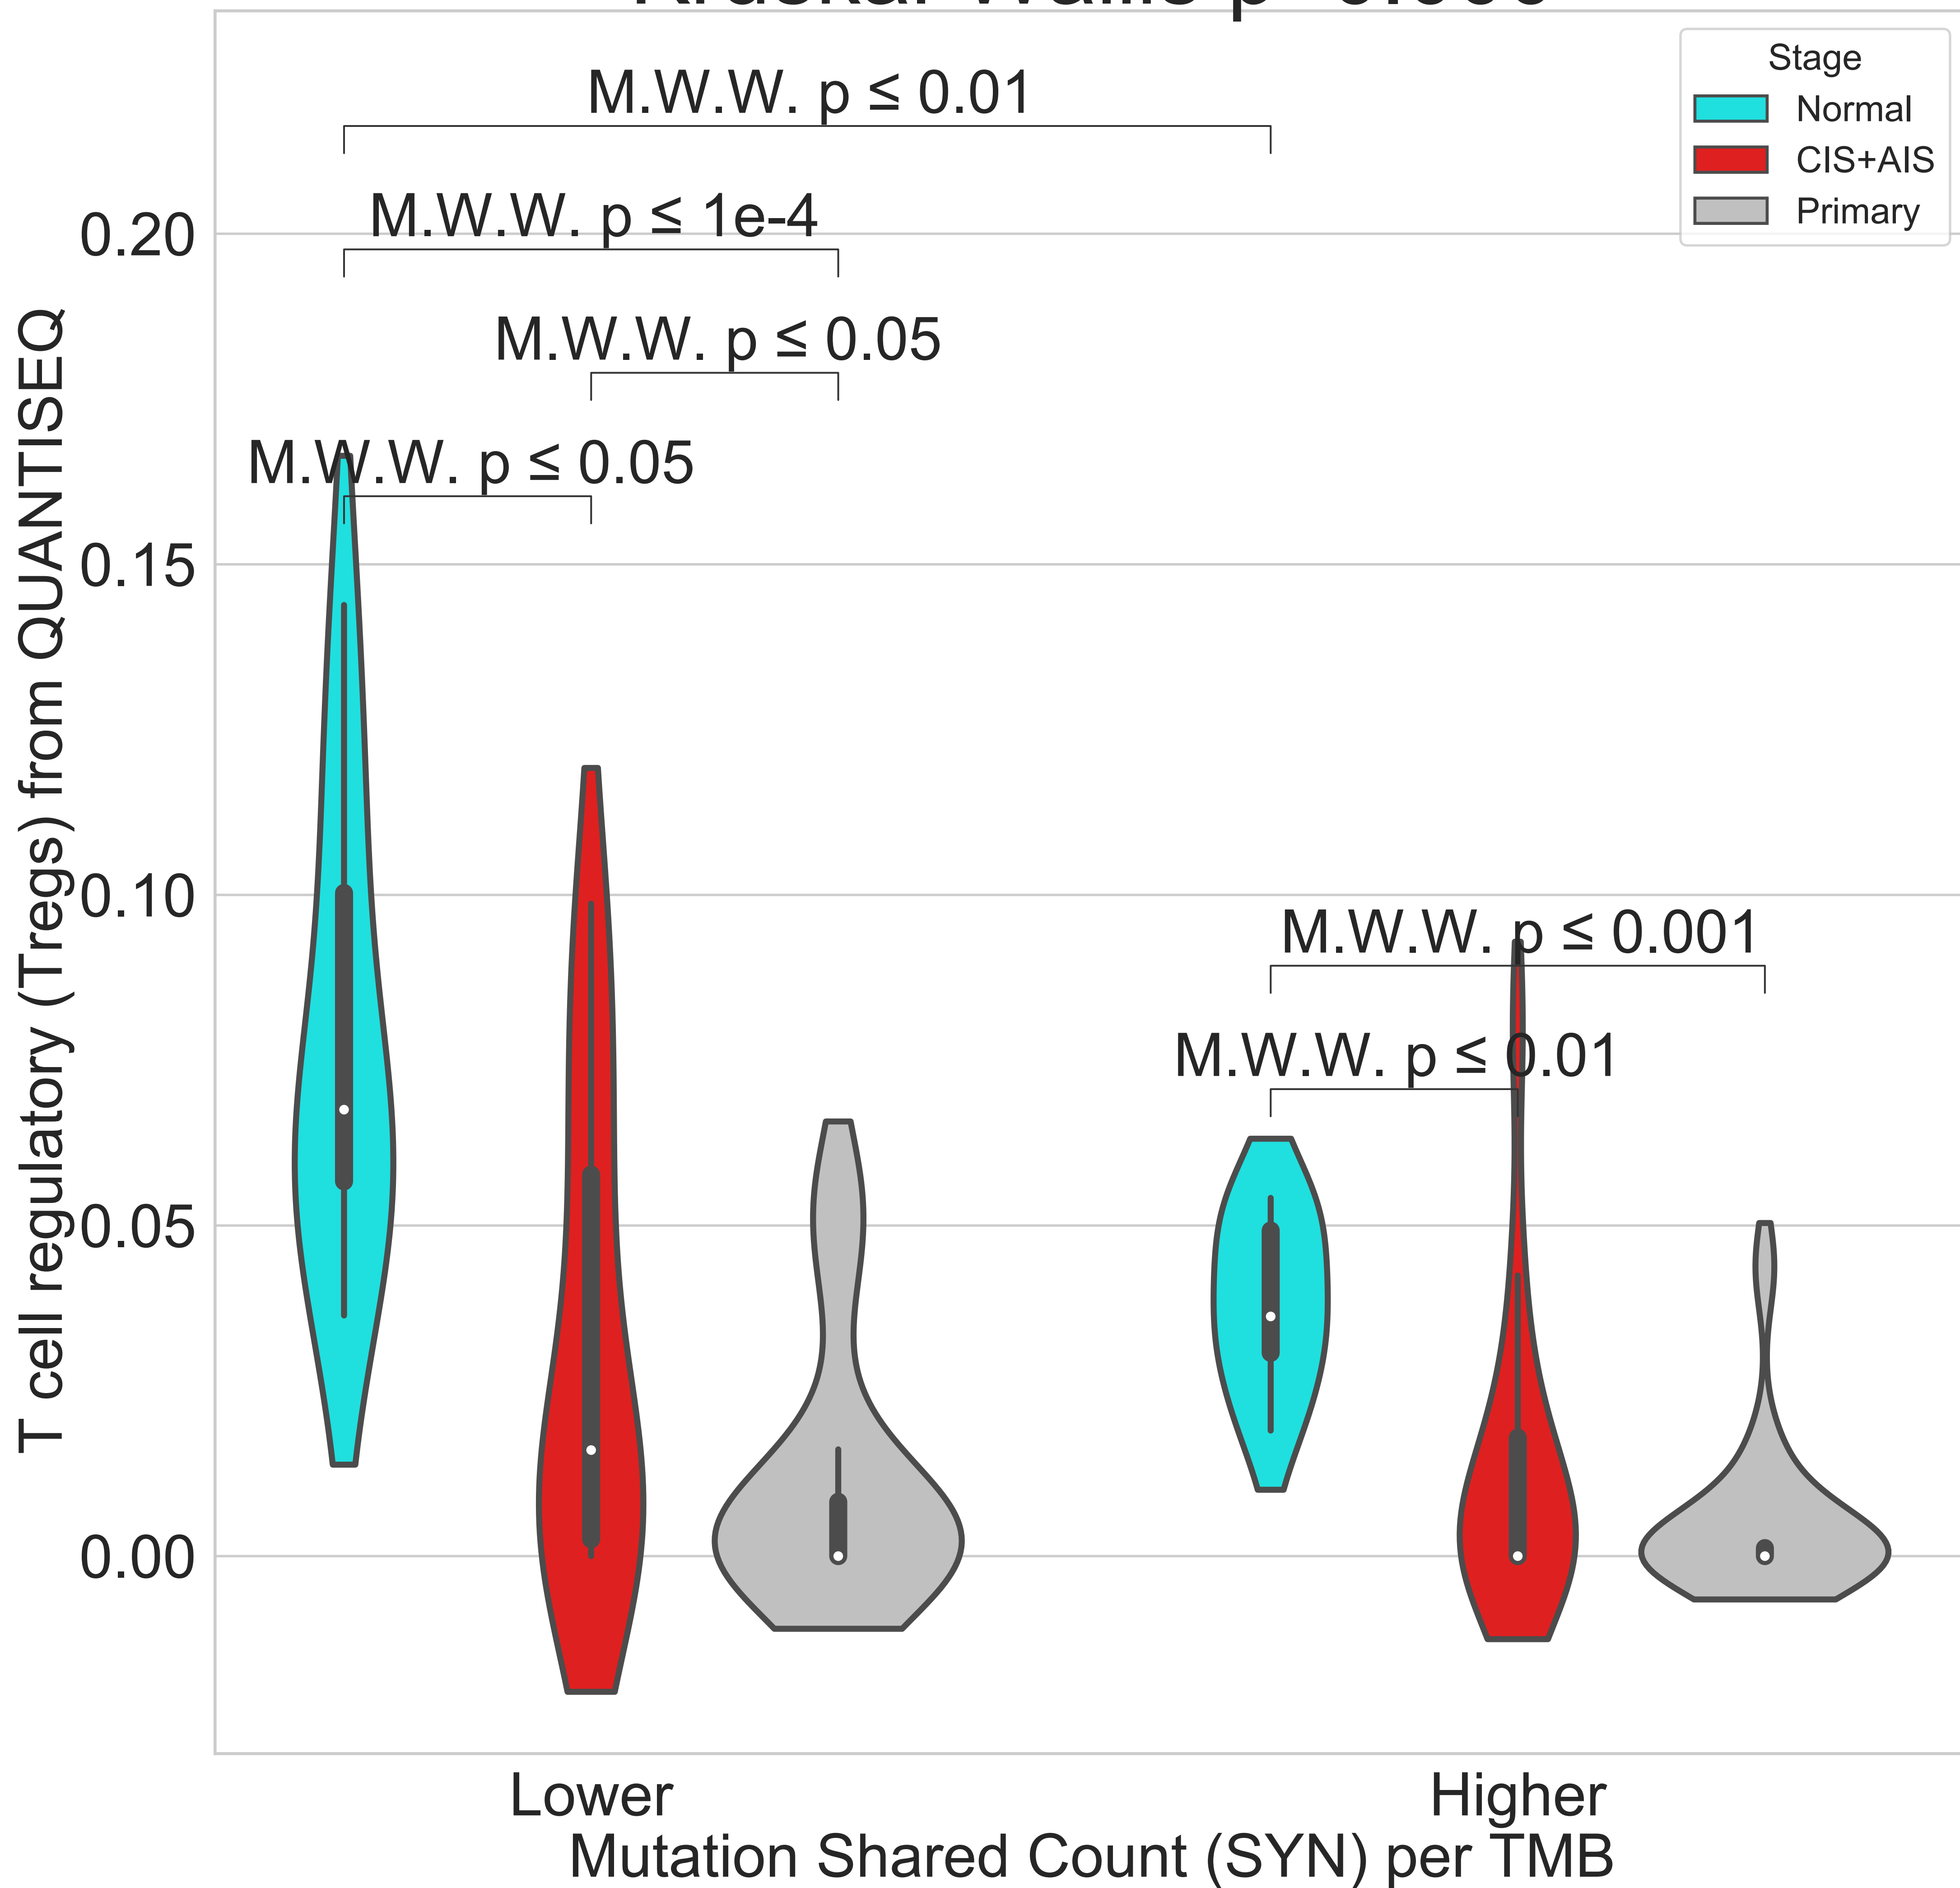 Stage
Normal
CIS+AIS
Primary
M.W.W. p ≤ 0.01
M.W.W. p ≤ 1e-4
M.W.W. p ≤ 0.05
M.W.W. p ≤ 0.05
M.W.W. p ≤ 0.001
M.W.W. p ≤ 0.01
T cell regulatory (Tregs) from QUANTISEQ
0.20
0.15
0.10
0.05
0.00
Lower
Higher
Mutation Shared Count (SYN) per TMB